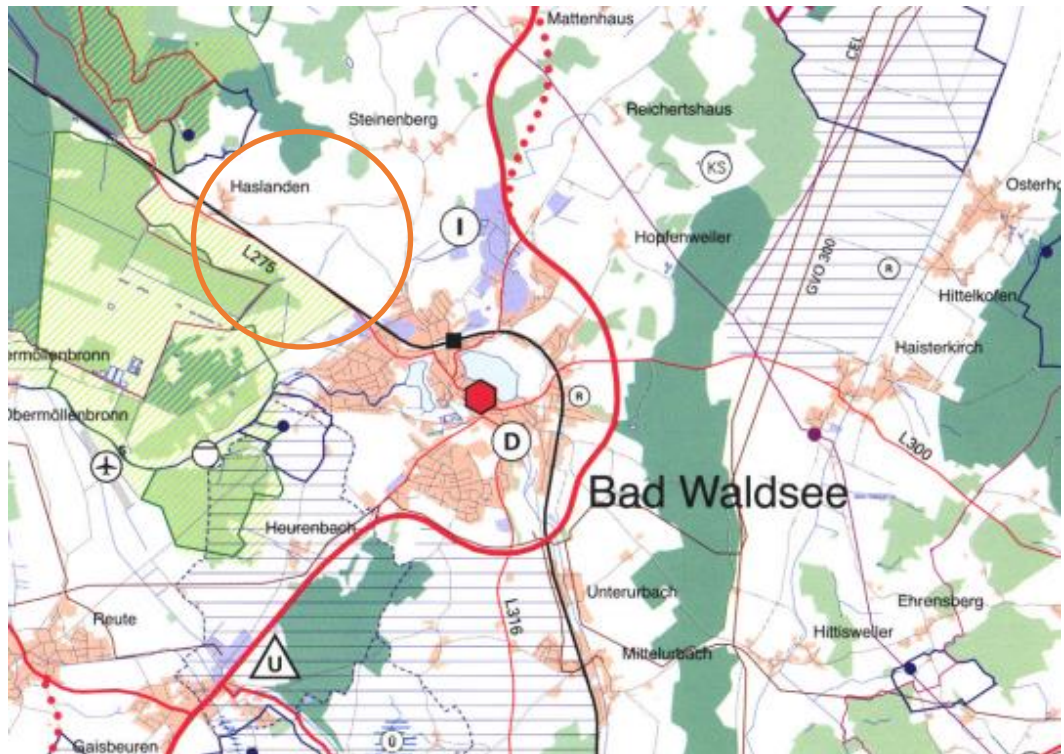 Mattenhaus
CEL
Reichertshaus
Steinenberg
KS
Haslanden
Osterho
I
Hopfenweiler
L275
GVO 300
R
Hittelkofen
ermöllenbronn
Haisterkirch
Obermöllenbronn
R
D
L300
Bad Waldsee
Heurenbach
Unterurbach
Ehrensberg
Reute
L316
Hittisweiler
U
Mittelurbach
Gaisbeuren
Ü